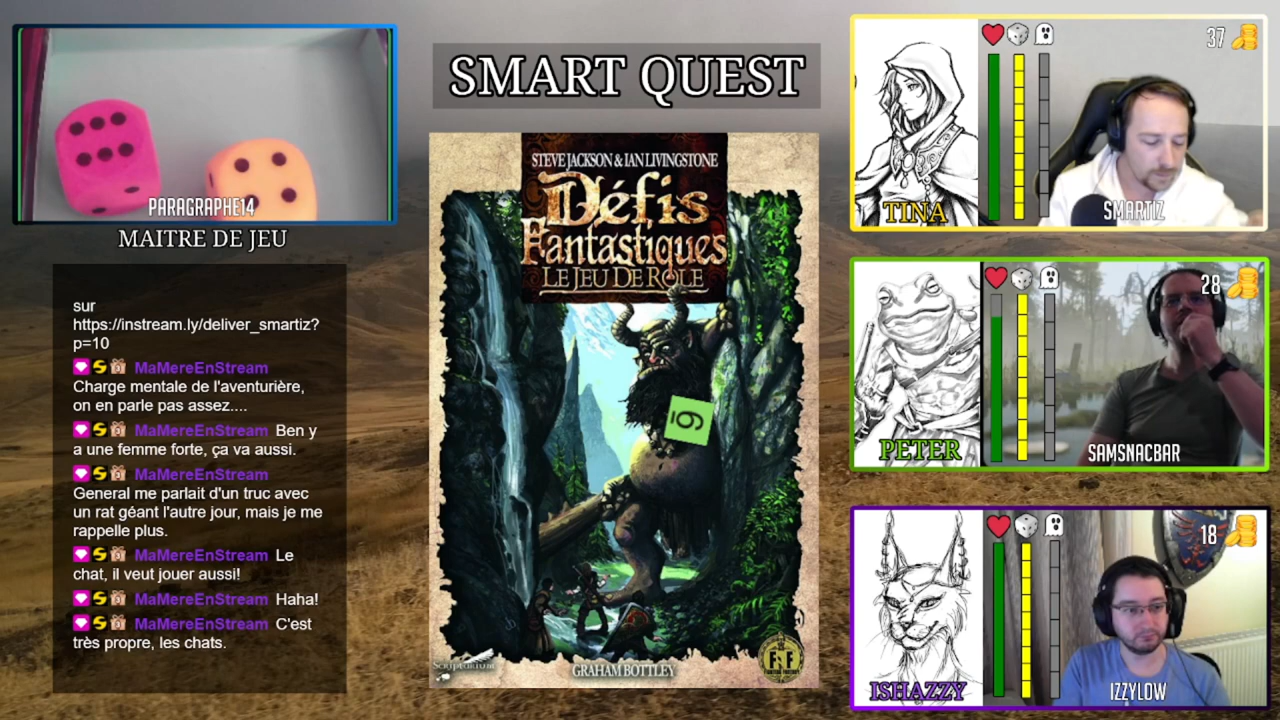 PARAGRAPHE14
MAITRE DE JEU
sur
https://instream.ly/deliver_smartiz?
p=10
MaMereEnStream
Charge mentale de l'aventurière,
on en parle pas assez....
MaMereEnStream Ben y
a une femme forte, ça va aussi.
MaMereEnStream
General me parlait d'un truc avec
un rat géant l'autre jour, mais je me
rappelle plus.
MaMereEnStream Le
chat, il veut jouer aussi!
MaMereEnStream Haha!
MaMereEnStream C'est
très propre, les chats.
SMART QUEST
STEVE JACKSON & IAN LIVINGSTONE
Défis
Fantastiques
LE JEU DE RÔLE
SCRIPTARIUM
GRAHAM BOTTLEY
FF
37
TINA
SMARTIZ
28
PETER
SAMSNACBAR
18
ISHAZZY
IZZYLOW